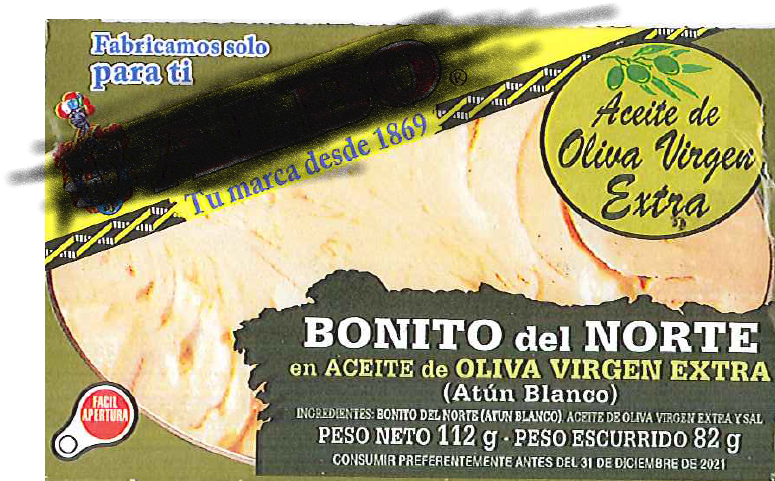 Fabricamos solo
para ti
®
Tu marca desde 1869
Aceite de
Oliva Virgen
Extra
BONITO del NORTE
en ACEITE de OLIVA VIRGEN EXTRA
(Atún Blanco)
INGREDIENTES: BONITO DEL NORTE (ATUN BLANCO), ACEITE DE OLIVA VIRGEN EXTRA Y SAL
PESO NETO 112 g - PESO ESCURRIDO 82 g
CONSUMIR PREFERENTEMENTE ANTES DEL 31 DE DICIEMBRE DE 2021
FACIL
APERTURA